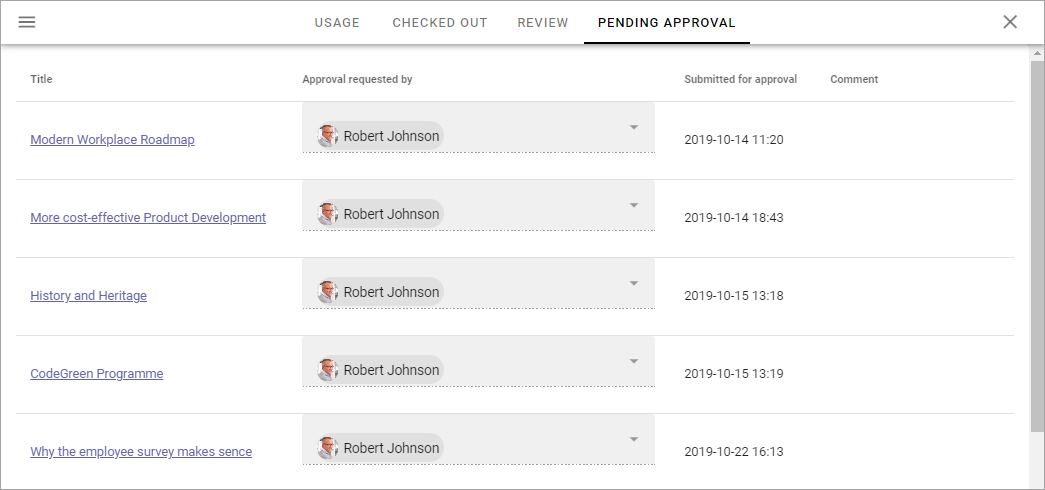 USAGE CHECKED OUT REVIEW PENDING APPROVAL
Title Approval requested by Submitted for approval Comment
Modern Workplace Roadmap Robert Johnson 2019-10-14 11:20
More cost-effective Product Development Robert Johnson 2019-10-14 18:43
History and Heritage Robert Johnson 2019-10-15 13:18
CodeGreen Programme Robert Johnson 2019-10-15 13:19
Why the employee survey makes sence Robert Johnson 2019-10-22 16:13